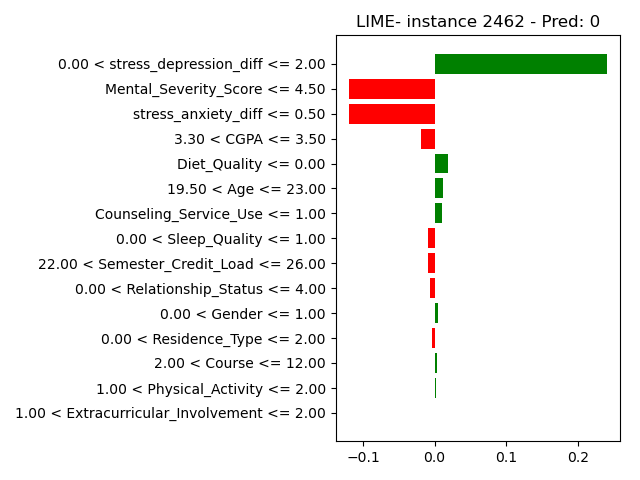 LIME- instance 2462 - Pred: 0
0.00 < stress_depression_diff <= 2.00
Mental_Severity_Score <= 4.50
stress_anxiety_diff <= 0.50
3.30 < CGPA <= 3.50
Diet_Quality <= 0.00
19.50 < Age <= 23.00
Counseling_Service_Use <= 1.00
0.00 < Sleep_Quality <= 1.00
22.00 < Semester_Credit_Load <= 26.00
0.00 < Relationship_Status <= 4.00
0.00 < Gender <= 1.00
0.00 < Residence_Type <= 2.00
2.00 < Course <= 12.00
1.00 < Physical_Activity <= 2.00
1.00 < Extracurricular_Involvement <= 2.00
−0.1 0.0 0.1 0.2